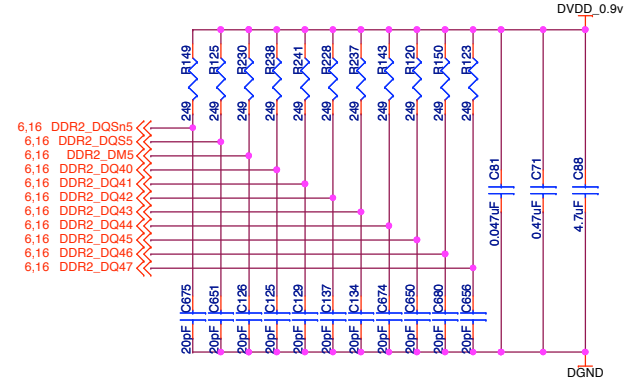 DVDD_0.9v
R149 R125 R230 R238 R241 R228 R237 R143 R120 R150 R123
249 249 249 249 249 249 249 249 249 249 249
6,16 DDR2_DQSn5
6,16 DDR2_DQS5
6,16 DDR2_DM5
6,16 DDR2_DQ40
6,16 DDR2_DQ41
6,16 DDR2_DQ42
6,16 DDR2_DQ43
6,16 DDR2_DQ44
6,16 DDR2_DQ45
6,16 DDR2_DQ46
6,16 DDR2_DQ47
C81 C71 C88
0.047uF 0.47uF 4.7uF
C675 C651 C126 C125 C129 C137 C134 C674 C650 C680 C656
20pF 20pF 20pF 20pF 20pF 20pF 20pF 20pF 20pF 20pF 20pF
DGND